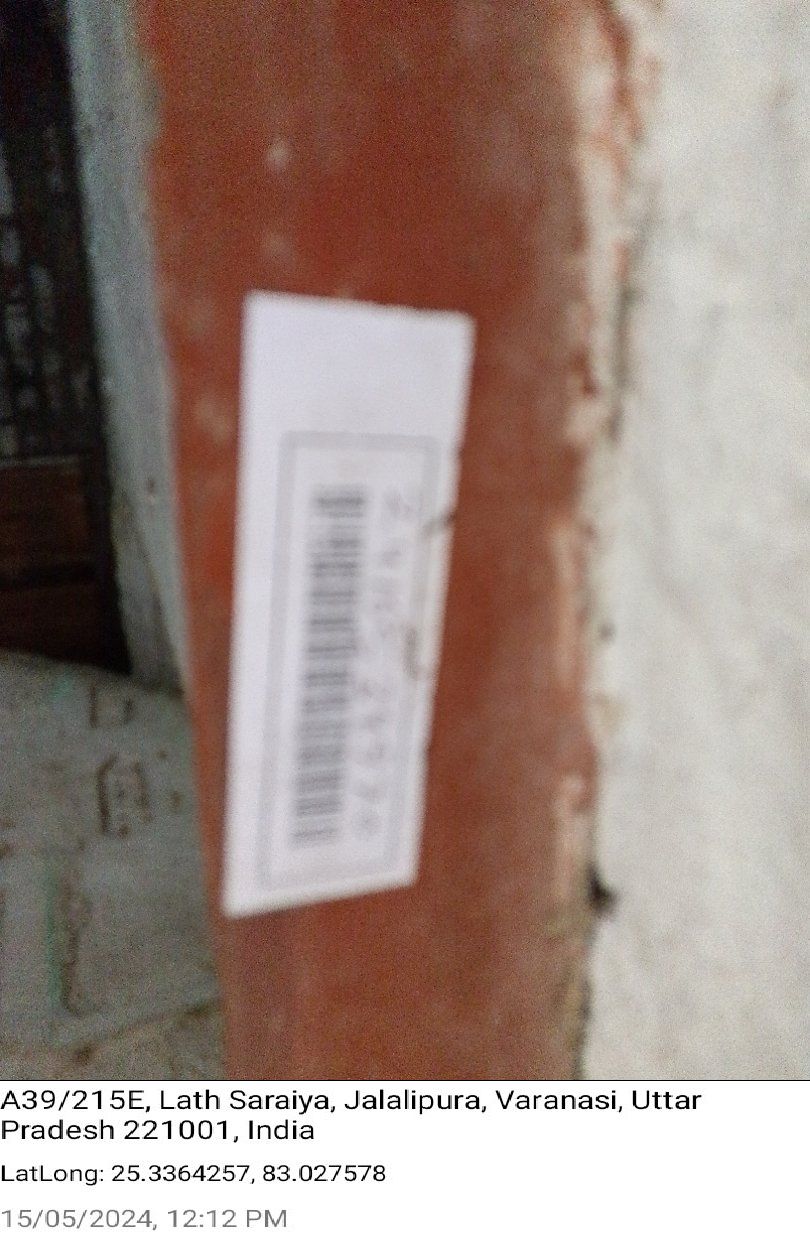 A39/215E, Lath Saraiya, Jalalipura, Varanasi, Uttar
Pradesh 221001, India
LatLong: 25.3364257, 83.027578
15/05/2024, 12:12 PM